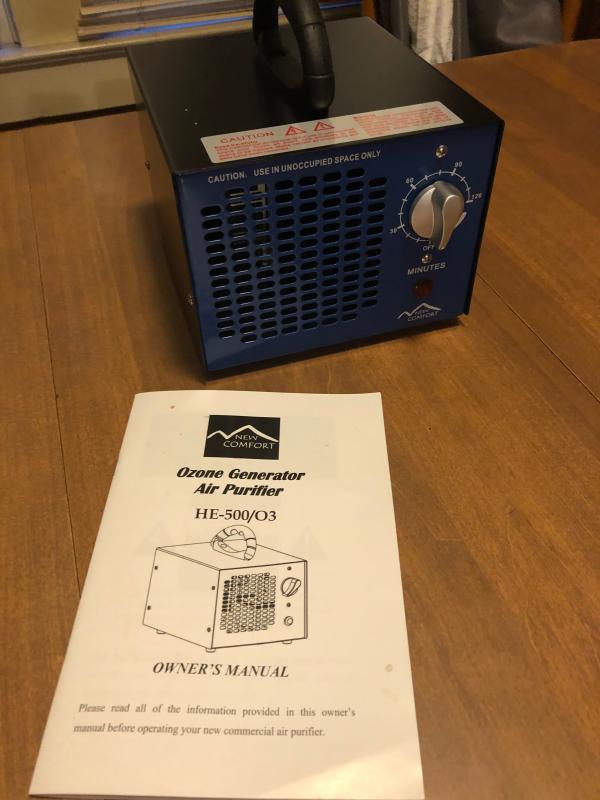 CAUTION
CAUTION: USE IN UNOCCUPIED SPACE ONLY
90
60
120
30
OFF
MINUTES
NEW
COMFORT
NEW
COMFORT
Ozone Generator
Air Purifier
HE-500/O3
OWNER'S MANUAL
Please read all of the information provided in this owner's
manual before operating your new commercial air purifier.